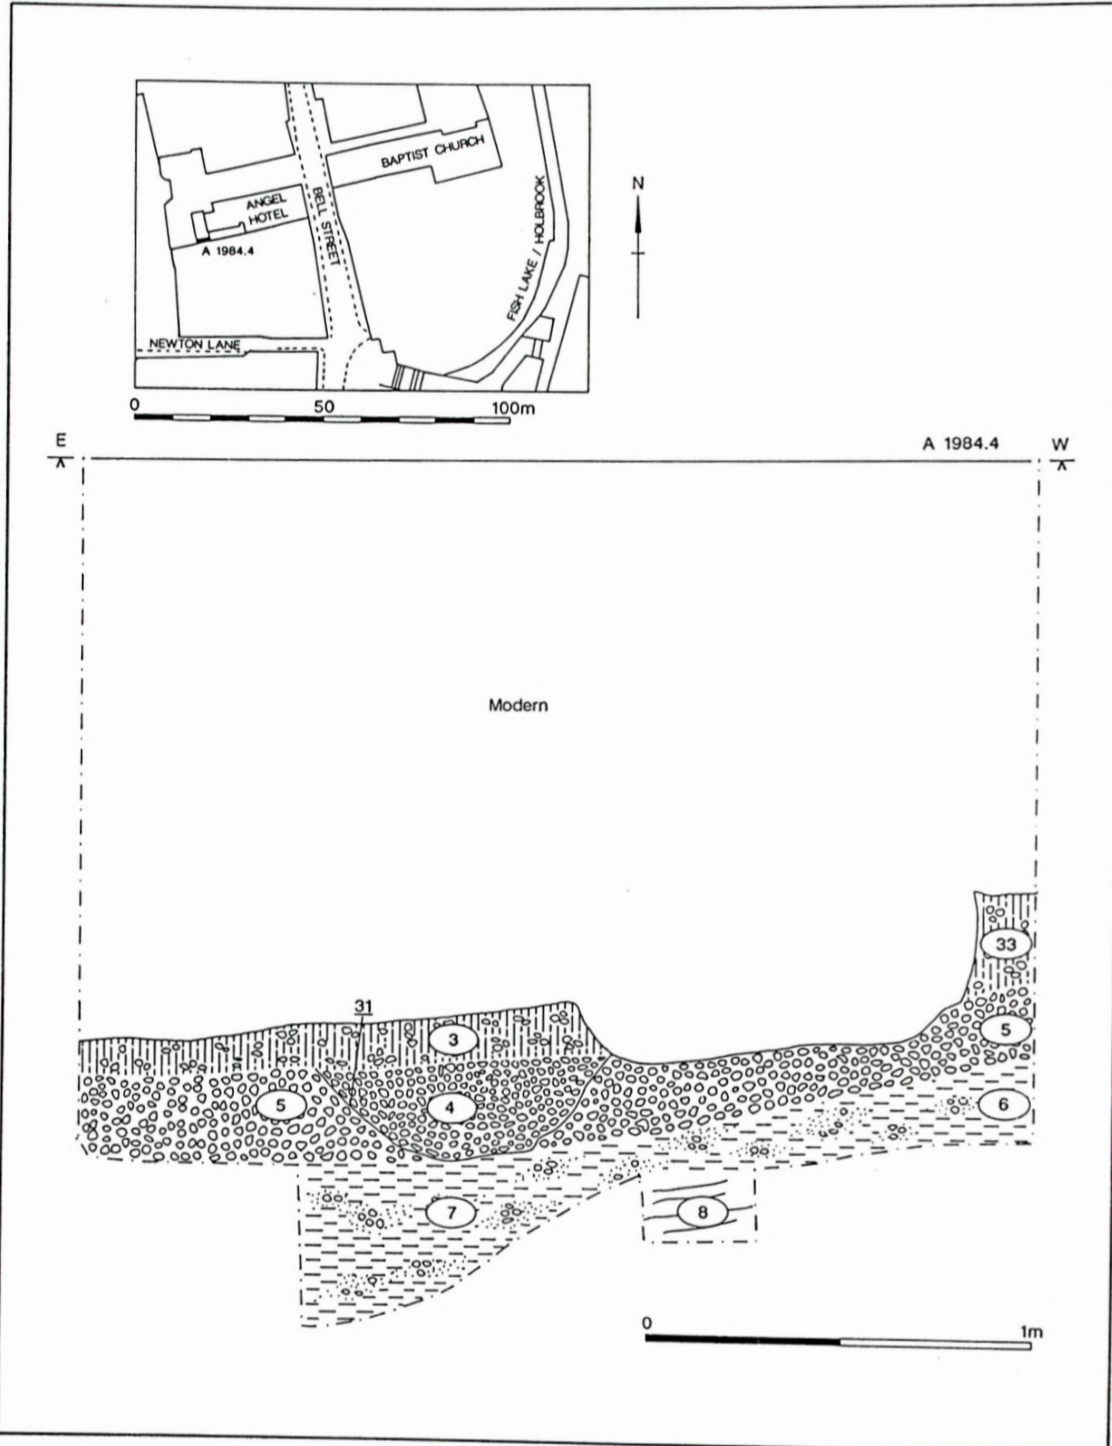 BAPTIST CHURCH
ANGEL
HOTEL
BELL STREET
FISH LAKE / HOLBROOK
A 1984.4
NEWTON LANE
N
0 50 100m
E A 1984.4 W
Modern
33
31
3
5
5
4
6
7
8
0 1m